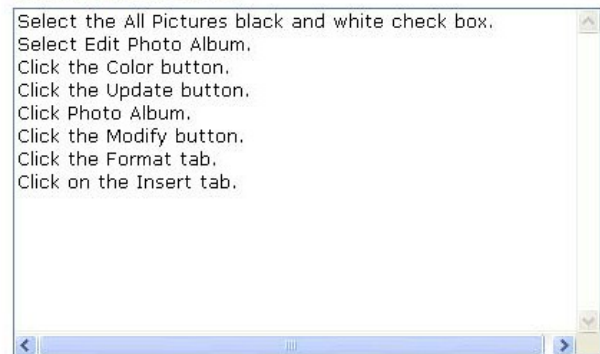 Select the All Pictures black and white check box.
Select Edit Photo Album.
Click the Color button.
Click the Update button.
Click Photo Album.
Click the Modify button.
Click the Format tab.
Click on the Insert tab.